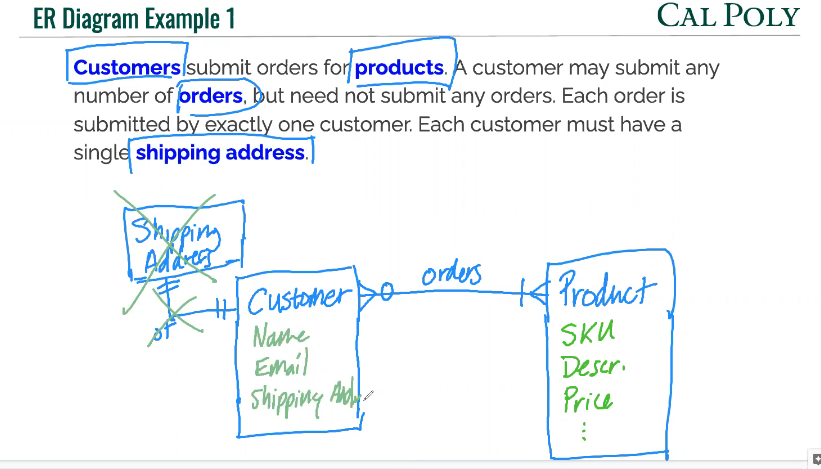 ER Diagram Example 1
CAL POLY
Customers submit orders for products. A customer may submit any
number of orders, but need not submit any orders. Each order is
submitted by exactly one customer. Each customer must have a
single shipping address.
Shipping
Address
of
Customer
Name
Email
Shipping Addr
orders
Product
SKU
Descr.
Price
⋮